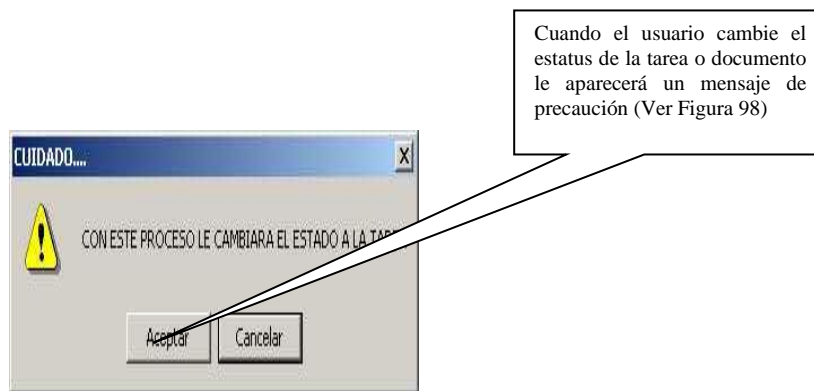 Cuando el usuario cambie el
estatus de la tarea o documento
le aparecerá un mensaje de
precaución (Ver Figura 98)
CUIDADO....
CON ESTE PROCESO LE CAMBIARA EL ESTADO A LA
Aceptar
Cancelar